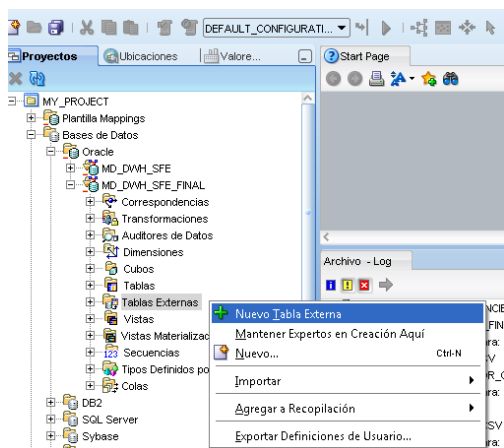 DEFAULT_CONFIGURATI...
Proyectos
Ubicaciones
Valore...
Start Page
MY_PROJECT
Plantilla Mappings
Bases de Datos
Oracle
MD_DWH_SFE
MD_DWH_SFE_FINAL
Correspondencias
Transformaciones
Auditores de Datos
Dimensiones
Cubos
Tablas
Tablas Externas
Vistas
Vistas Materializac
Secuencias
Tipos Definidos po
Colas
DB2
SQL Server
Sybase
Archivo - Log
Nuevo Tabla Externa
Mantener Expertos en Creación Aquí
Nuevo... Ctrl-N
Importar
Agregar a Recopilación
Exportar Definiciones de Usuario...